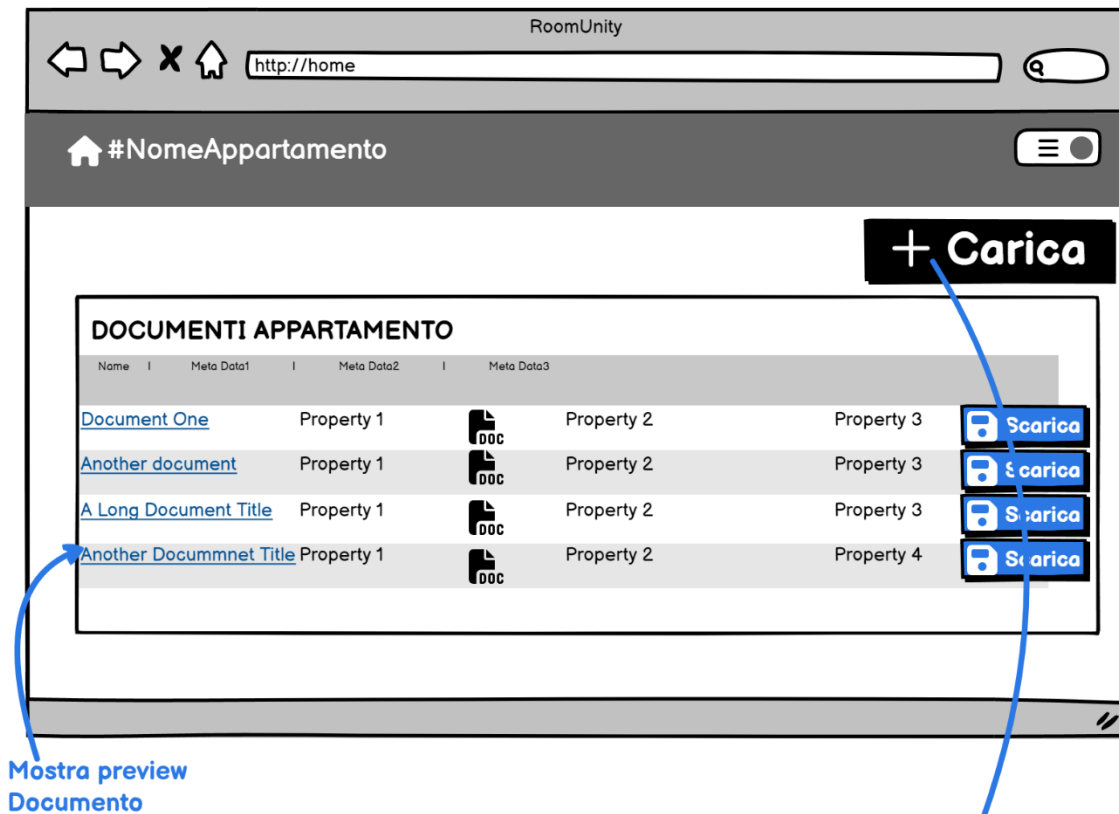 RoomUnity
http://home
#NomeAppartamento
+ Carica
DOCUMENTI APPARTAMENTO
Name | Meta Data1 | Meta Data2 | Meta Data3
Document One Property 1 DOC Property 2 Property 3 Scarica
Another document Property 1 DOC Property 2 Property 3 Scarica
A Long Document Title Property 1 DOC Property 2 Property 3 Scarica
Another Documnnet Title Property 1 DOC Property 2 Property 4 Scarica
Mostra preview
Documento